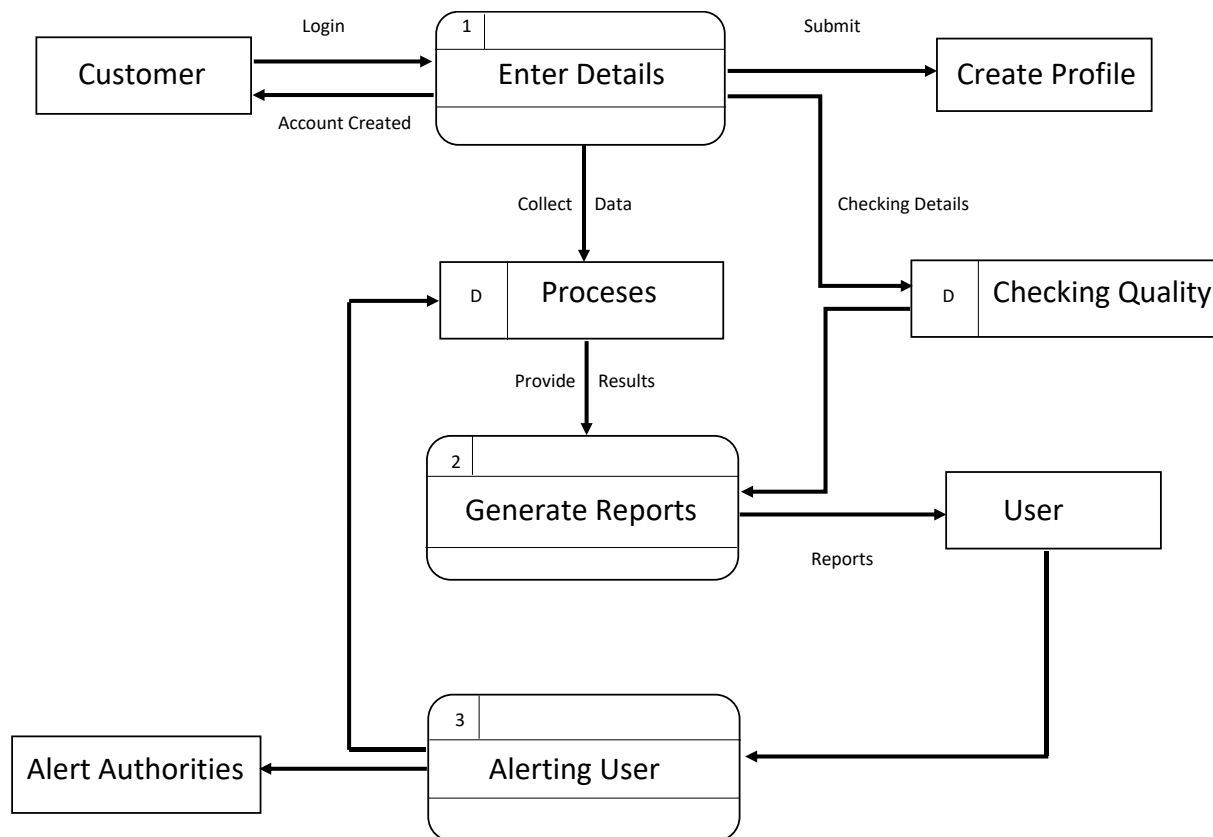 Login
1
Submit
Customer
Enter Details
Create Profile
Account Created
Collect Data
Checking Details
D
Proceses
D
Checking Quality
Provide Results
2
Generate Reports
User
Reports
3
Alert Authorities
Alerting User